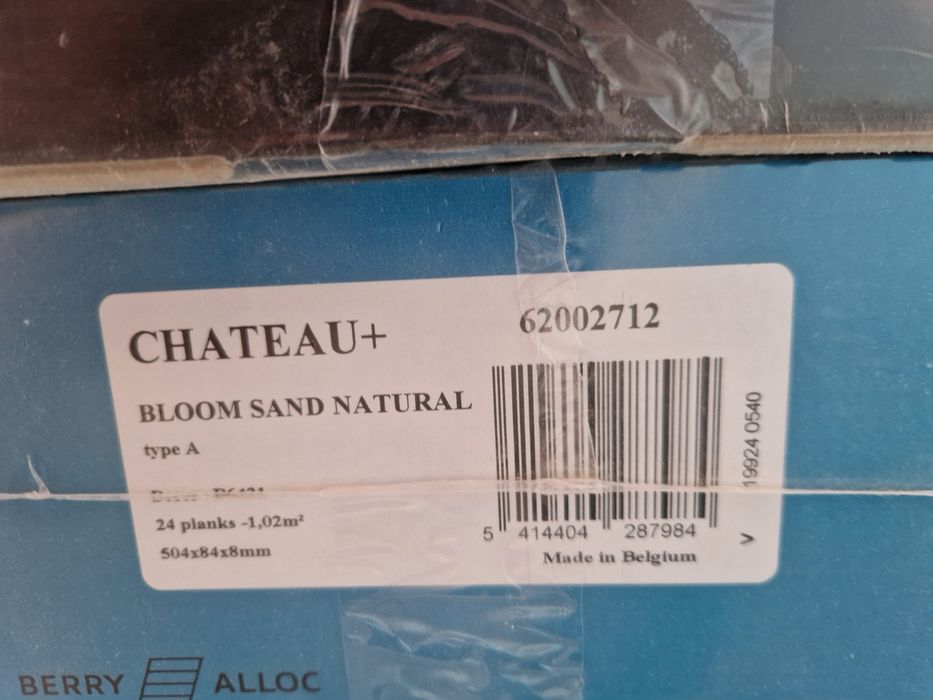 CHATEAU+
62002712
BLOOM SAND NATURAL
type A
24 planks -1,02m²
504x84x8mm
5 414404 287984
Made in Belgium
19924 0540
V
BERRY ALLOC